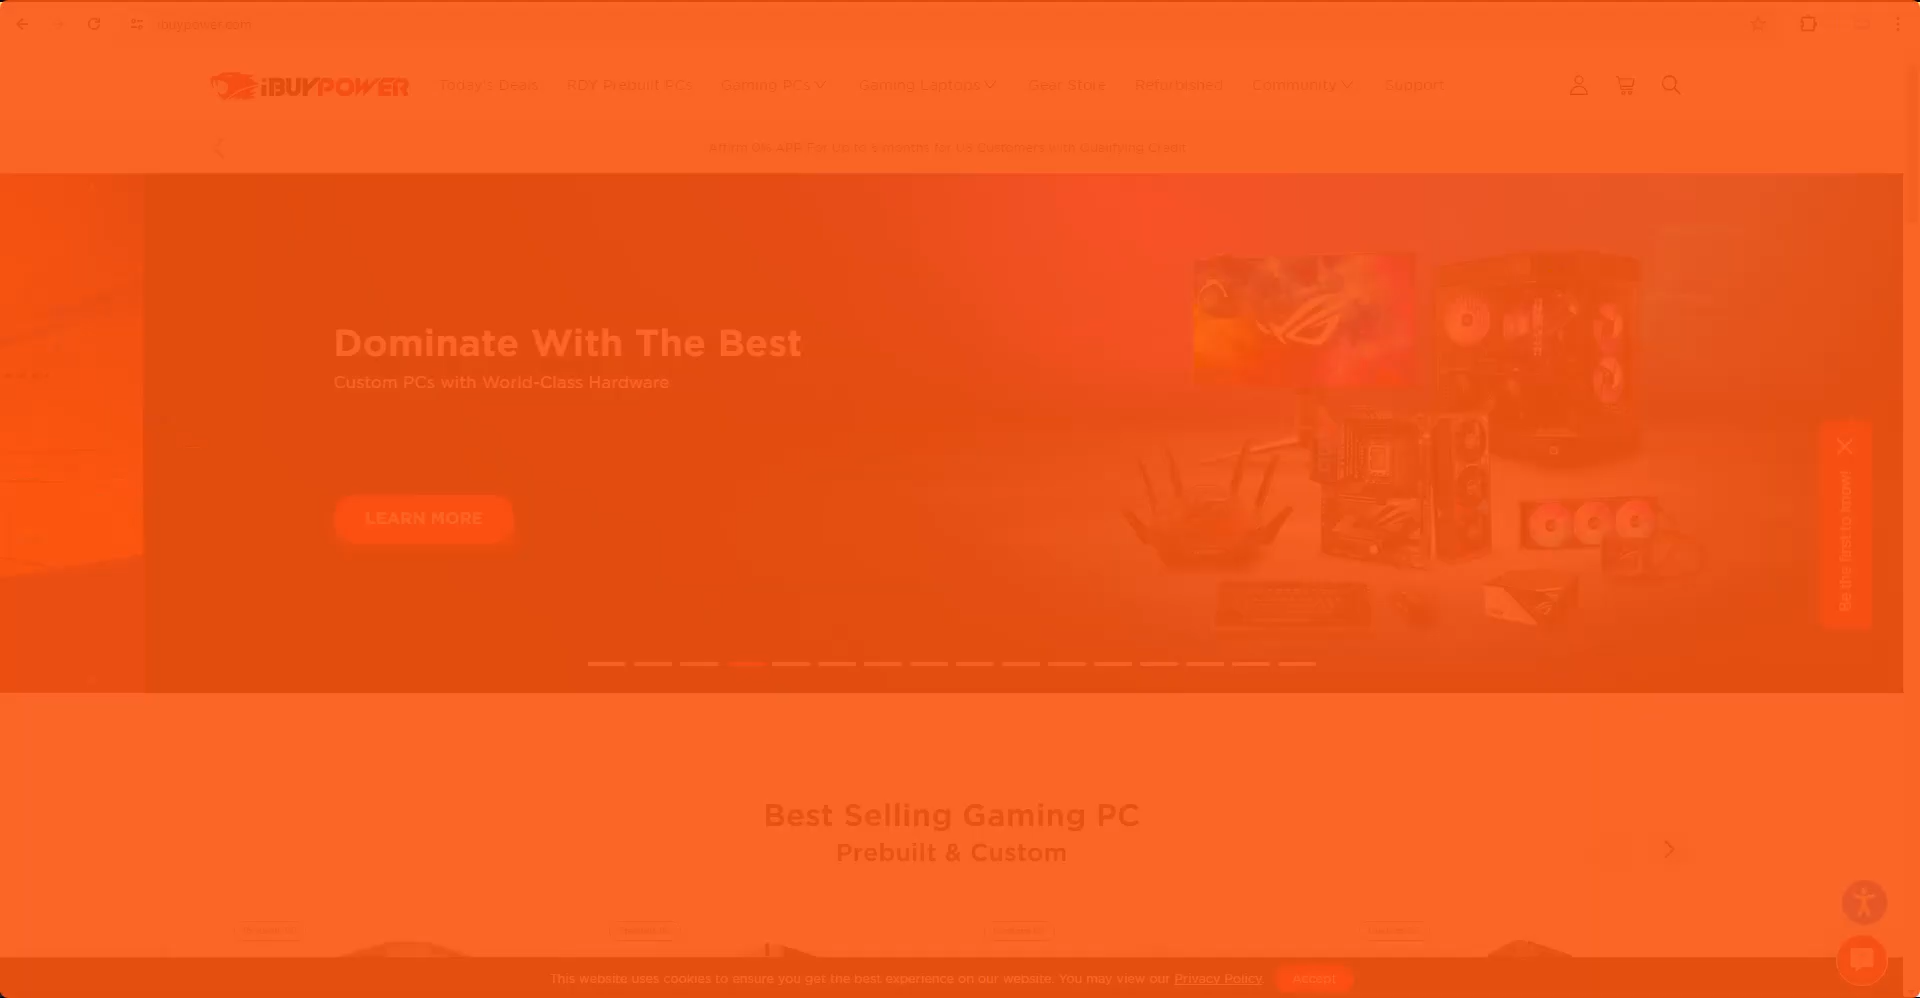 ibuypower.com
iBUYPOWER
Today's Deals RDY Prebuilt PCs Gaming PCs Gaming Laptops Gear Store Refurbished Community Support
Affirm 0% APR For Up to 6 months for US Customers with Qualifying Credit
Dominate With The Best
Custom PCs with World-Class Hardware
LEARN MORE
Be the first to know!
Best Selling Gaming PC
Prebuilt & Custom
This website uses cookies to ensure you get the best experience on our website. You may view our Privacy Policy. Accept